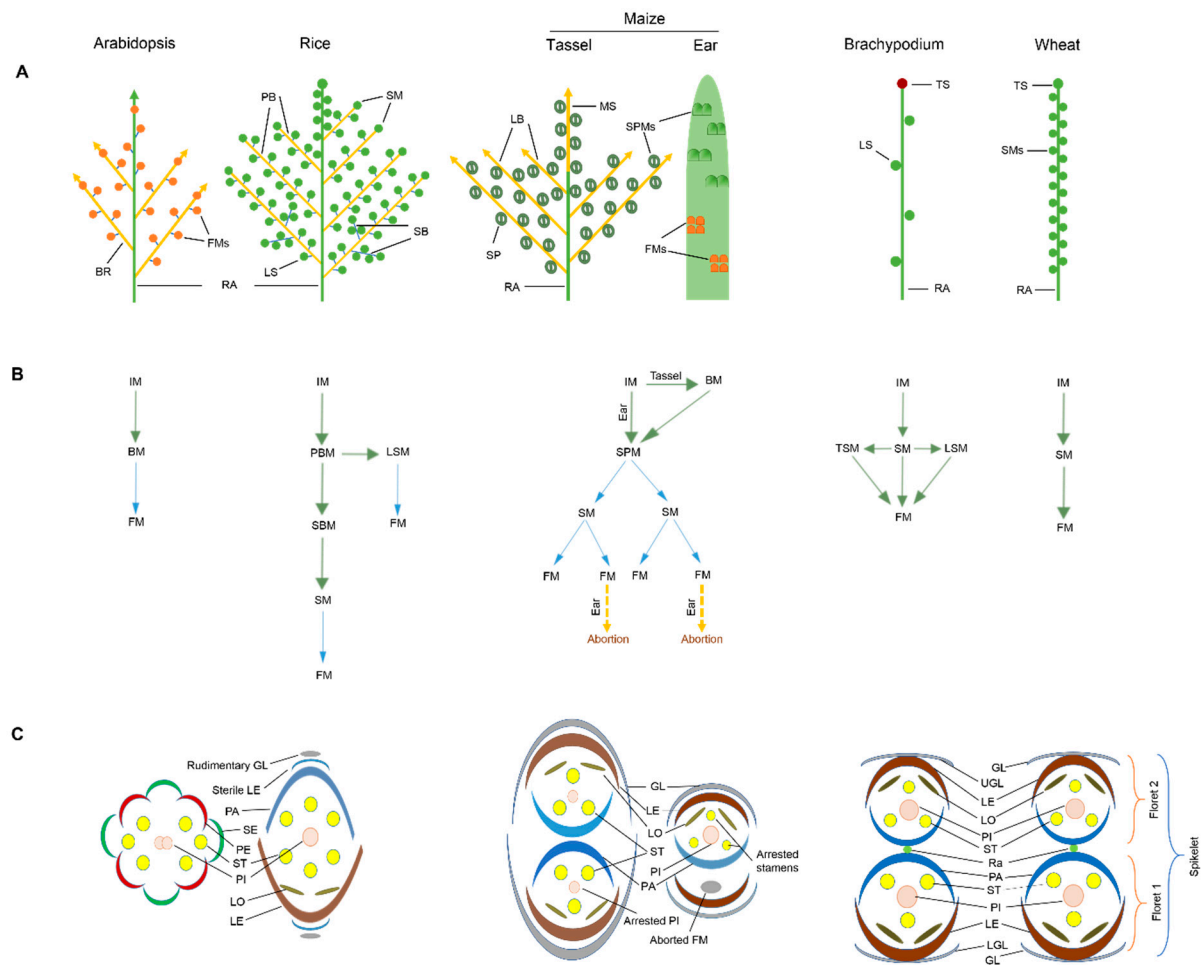 Maize
Arabidopsis
Rice
Tassel
Ear
Brachypodium
Wheat
A
PB
SM
LB
MS
SPMs
TS
TS
LS
SMs
FMs
BR
RA
LS
SB
SP
RA
SPMs
FMs
RA
RA
B
IM
BM
FM
IM
PBM
LSM
SBM
FM
SM
FM
IM
Tassel
BM
Ear
SPM
SM
SM
FM
FM
FM
FM
Ear
Ear
Abortion
Abortion
IM
TSM
SM
LSM
FM
IM
SM
FM
C
Rudimentary GL
Sterile LE
PA
SE
PE
ST
PI
LO
LE
GL
LE
LO
ST
PI
PA
Arrested PI
Aborted FM
Arrested
stamens
GL
UGL
LE
LO
PI
ST
Ra
PA
ST
PI
LE
LGL
GL
Floret 2
Floret 1
Spikelet